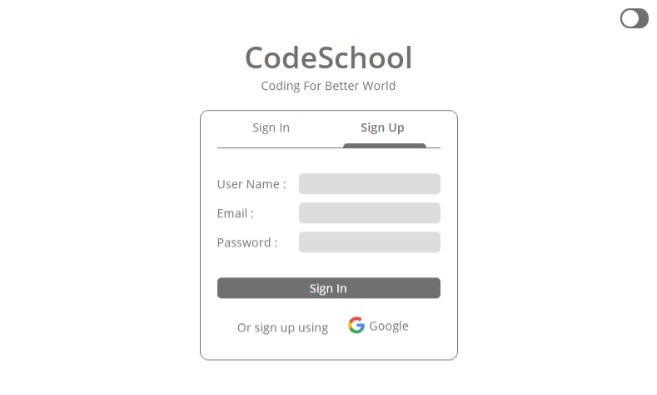 CodeSchool
Coding For Better World
Sign In Sign Up
User Name :
Email :
Password :
Sign In
Or sign up using Google